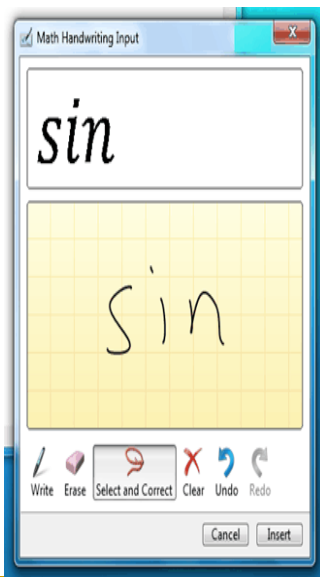 Math Handwriting Input
sin
sin
Write Erase Select and Correct Clear Undo Redo
Cancel Insert